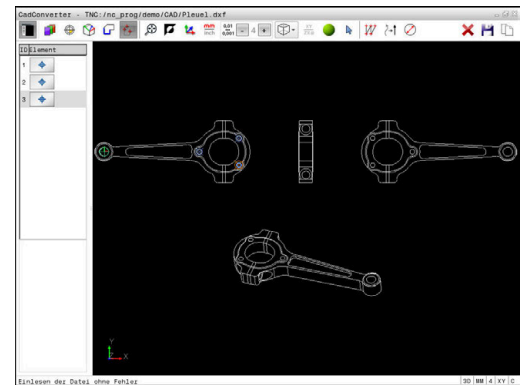 CadConverter - TNC:/nc_prog/demo/CAD/Pleuel.dxf
mm
inch
0,01
0,001
4
ID Element
1
2
3
Y
Z X
Einlesen der Datei ohne Fehler
3D MM 4 XY C